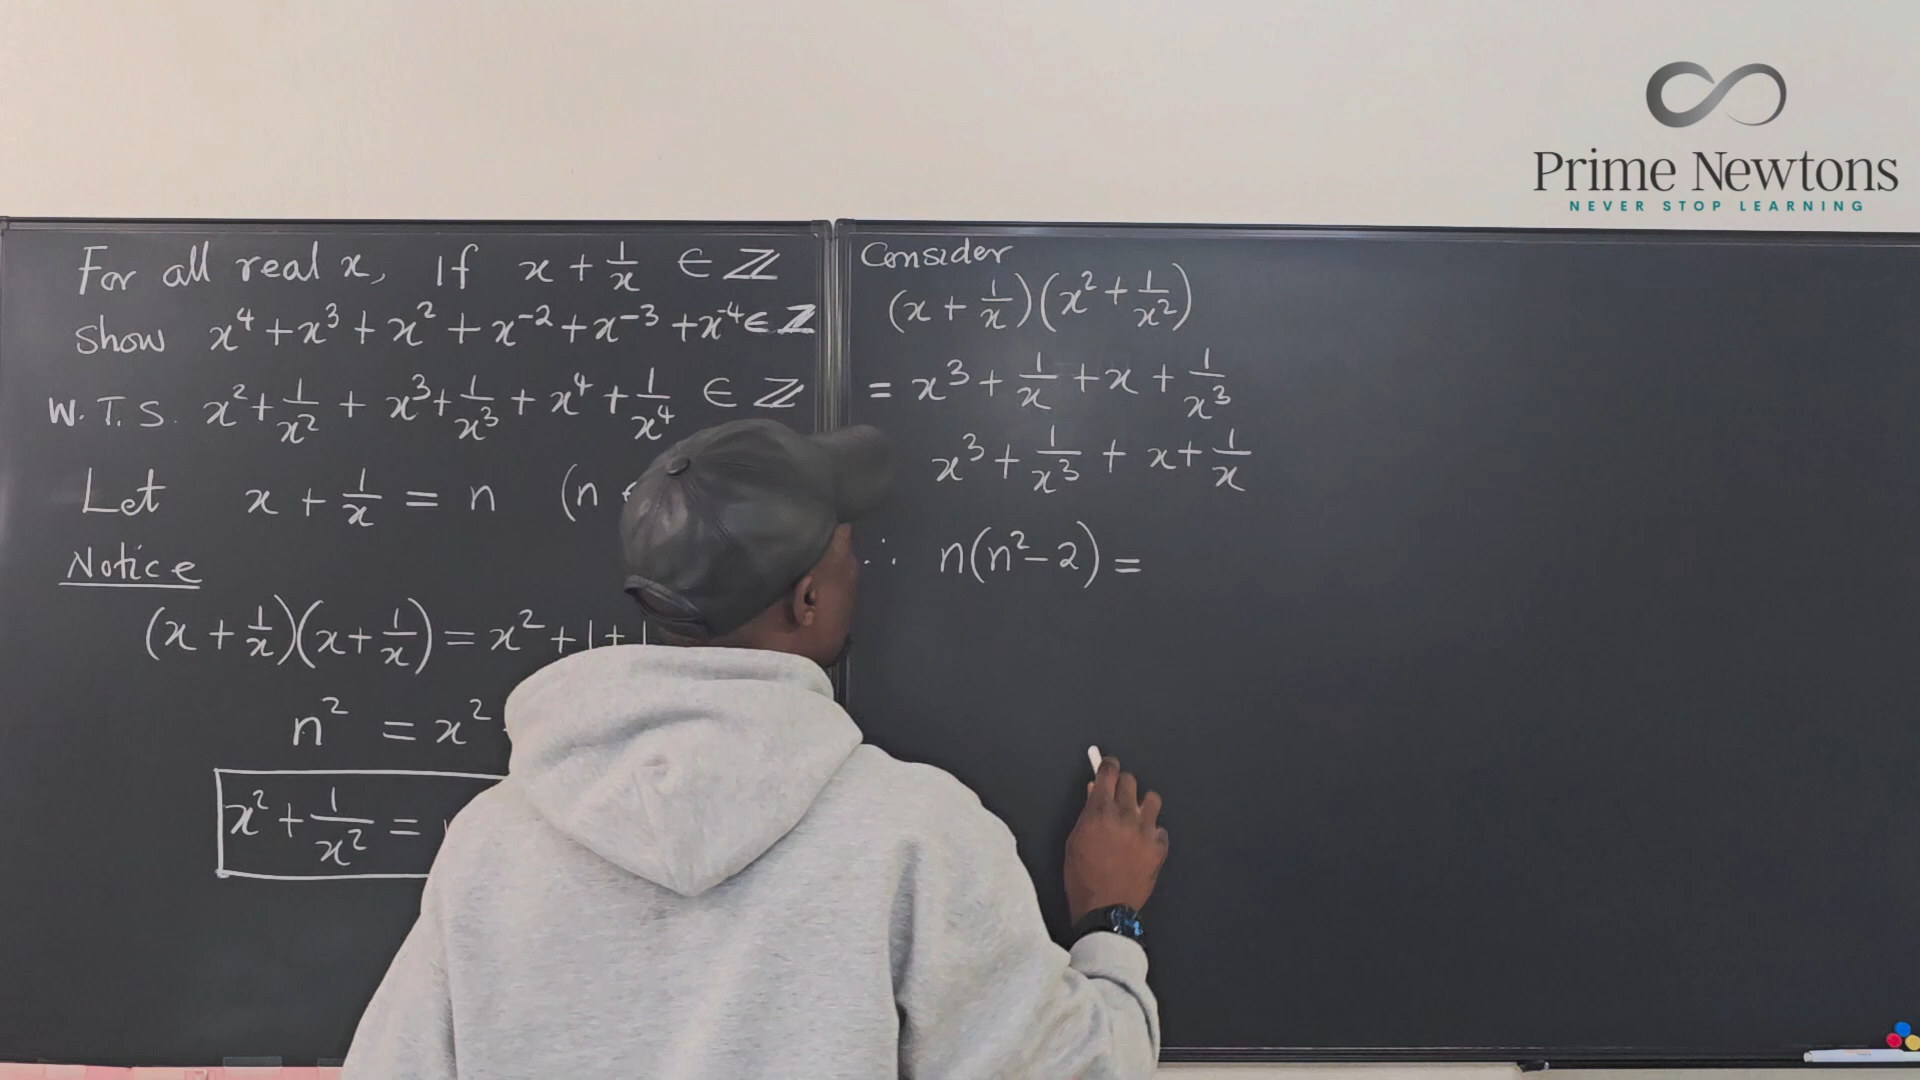 Prime Newtons
NEVER STOP LEARNING
For all real x, If x + 1/x ∈ ℤ
show x⁴ + x³ + x² + x⁻² + x⁻³ + x⁻⁴ ∈ ℤ
W.T.S. x² + 1/x² + x³ + 1/x³ + x⁴ + 1/x⁴ ∈ ℤ
Let x + 1/x = n (n
Notice
(x + 1/x)(x + 1/x) = x² + 1 + 1
n² = x²
x² + 1/x² =
Consider
(x + 1/x)(x² + 1/x²)
= x³ + 1/x + x + 1/x³
x³ + 1/x³ + x + 1/x
∴ n(n² - 2) =